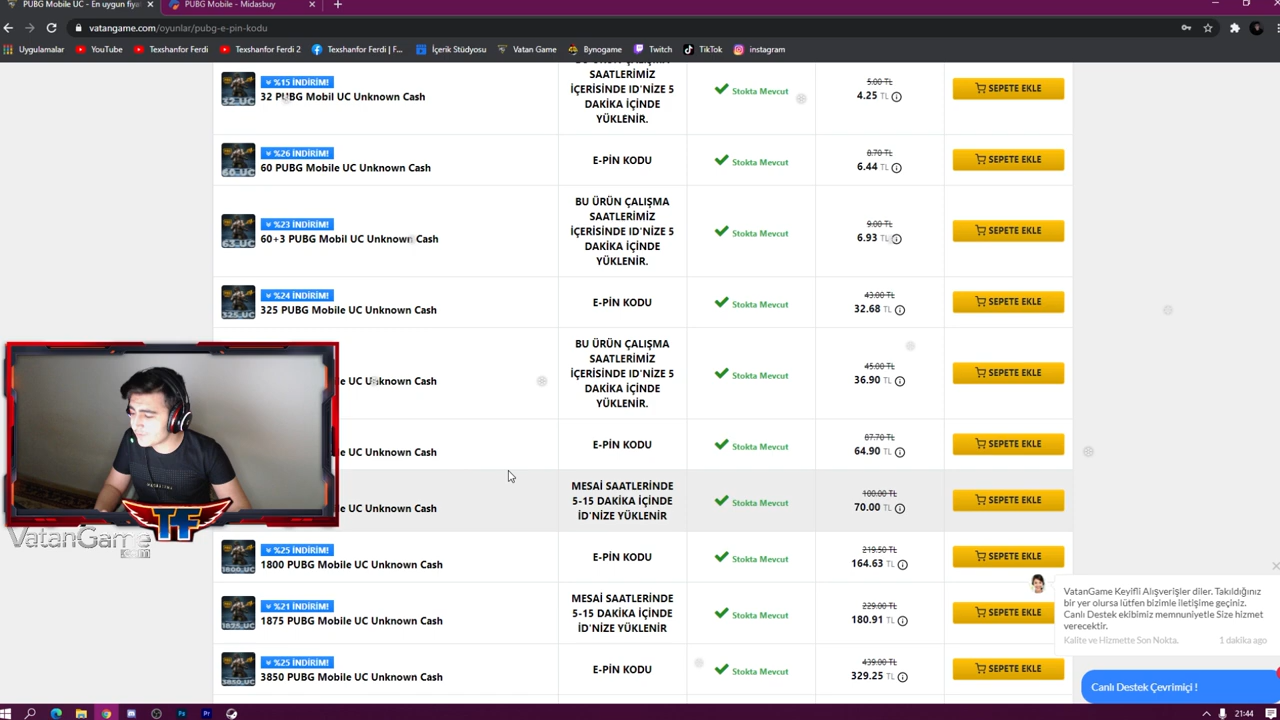 PUBG Mobile UC - En uygun fiya
PUBG Mobile - Midasbuy
vatangame.com/oyunlar/pubg-e-pin-kodu
Uygulamalar
YouTube
Texshanfor Ferdi
Texshanfor Ferdi 2
Texshanfor Ferdi | F...
İçerik Stüdyosu
Vatan Game
Bynogame
Twitch
TikTok
instagram
BU ÜRÜN ÇALIŞMA
%15 İNDİRİM!
32 PUBG Mobil UC Unknown Cash
SAATLERİMİZ
İÇERİSİNDE ID'NİZE 5
DAKİKA İÇİNDE
YÜKLENİR.
Stokta Mevcut
5.00 TL
4.25 TL
SEPETE EKLE
%26 İNDİRİM!
60 PUBG Mobile UC Unknown Cash
E-PİN KODU
Stokta Mevcut
8.70 TL
6.44 TL
SEPETE EKLE
%23 İNDİRİM!
60+3 PUBG Mobil UC Unknown Cash
BU ÜRÜN ÇALIŞMA
SAATLERİMİZ
İÇERİSİNDE ID'NİZE 5
DAKİKA İÇİNDE
YÜKLENİR.
Stokta Mevcut
9.00 TL
6.93 TL
SEPETE EKLE
%24 İNDİRİM!
325 PUBG Mobile UC Unknown Cash
E-PİN KODU
Stokta Mevcut
43.00 TL
32.68 TL
SEPETE EKLE
le UC Unknown Cash
BU ÜRÜN ÇALIŞMA
SAATLERİMİZ
İÇERİSİNDE ID'NİZE 5
DAKİKA İÇİNDE
YÜKLENİR.
Stokta Mevcut
45.00 TL
36.90 TL
SEPETE EKLE
le UC Unknown Cash
E-PİN KODU
Stokta Mevcut
87.70 TL
64.90 TL
SEPETE EKLE
le UC Unknown Cash
MESAİ SAATLERİNDE
5-15 DAKİKA İÇİNDE
İD'NİZE YÜKLENİR
Stokta Mevcut
100.00 TL
70.00 TL
SEPETE EKLE
TF
VatanGame
.com
%25 İNDİRİM!
1800 PUBG Mobile UC Unknown Cash
E-PİN KODU
Stokta Mevcut
219.50 TL
164.63 TL
SEPETE EKLE
%21 İNDİRİM!
1875 PUBG Mobile UC Unknown Cash
MESAİ SAATLERİNDE
5-15 DAKİKA İÇİNDE
İD'NİZE YÜKLENİR
Stokta Mevcut
229.00 TL
180.91 TL
SEPETE EKLE
%25 İNDİRİM!
3850 PUBG Mobile UC Unknown Cash
E-PİN KODU
Stokta Mevcut
439.00 TL
329.25 TL
SEPETE EKLE
VatanGame Keyifli Alışverişler diler. Takıldığınız
bir yer olursa lütfen bizimle iletişime geçiniz.
Canlı Destek ekibimiz memnuniyetle Size hizmet
verecektir.
Kalite ve Hizmette Son Nokta.
1 dakika ago
Canlı Destek Çevrimiçi !
21:44